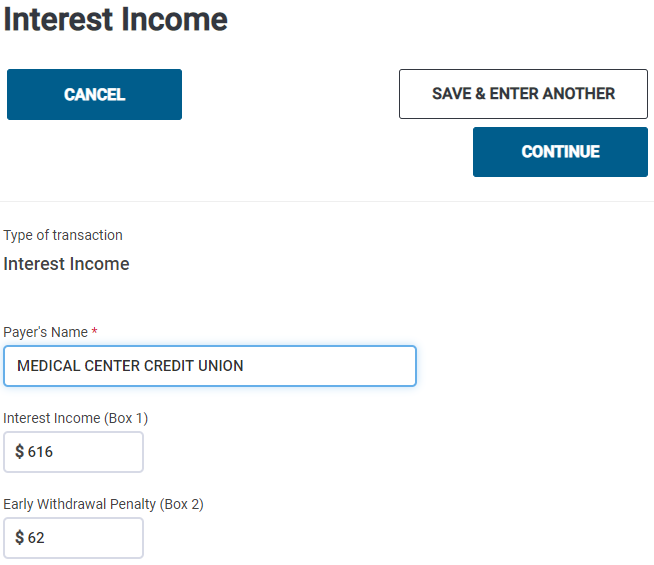 Interest Income
CANCEL
SAVE & ENTER ANOTHER
CONTINUE
Type of transaction
Interest Income
Payer's Name *
MEDICAL CENTER CREDIT UNION
Interest Income (Box 1)
$ 616
Early Withdrawal Penalty (Box 2)
$ 62